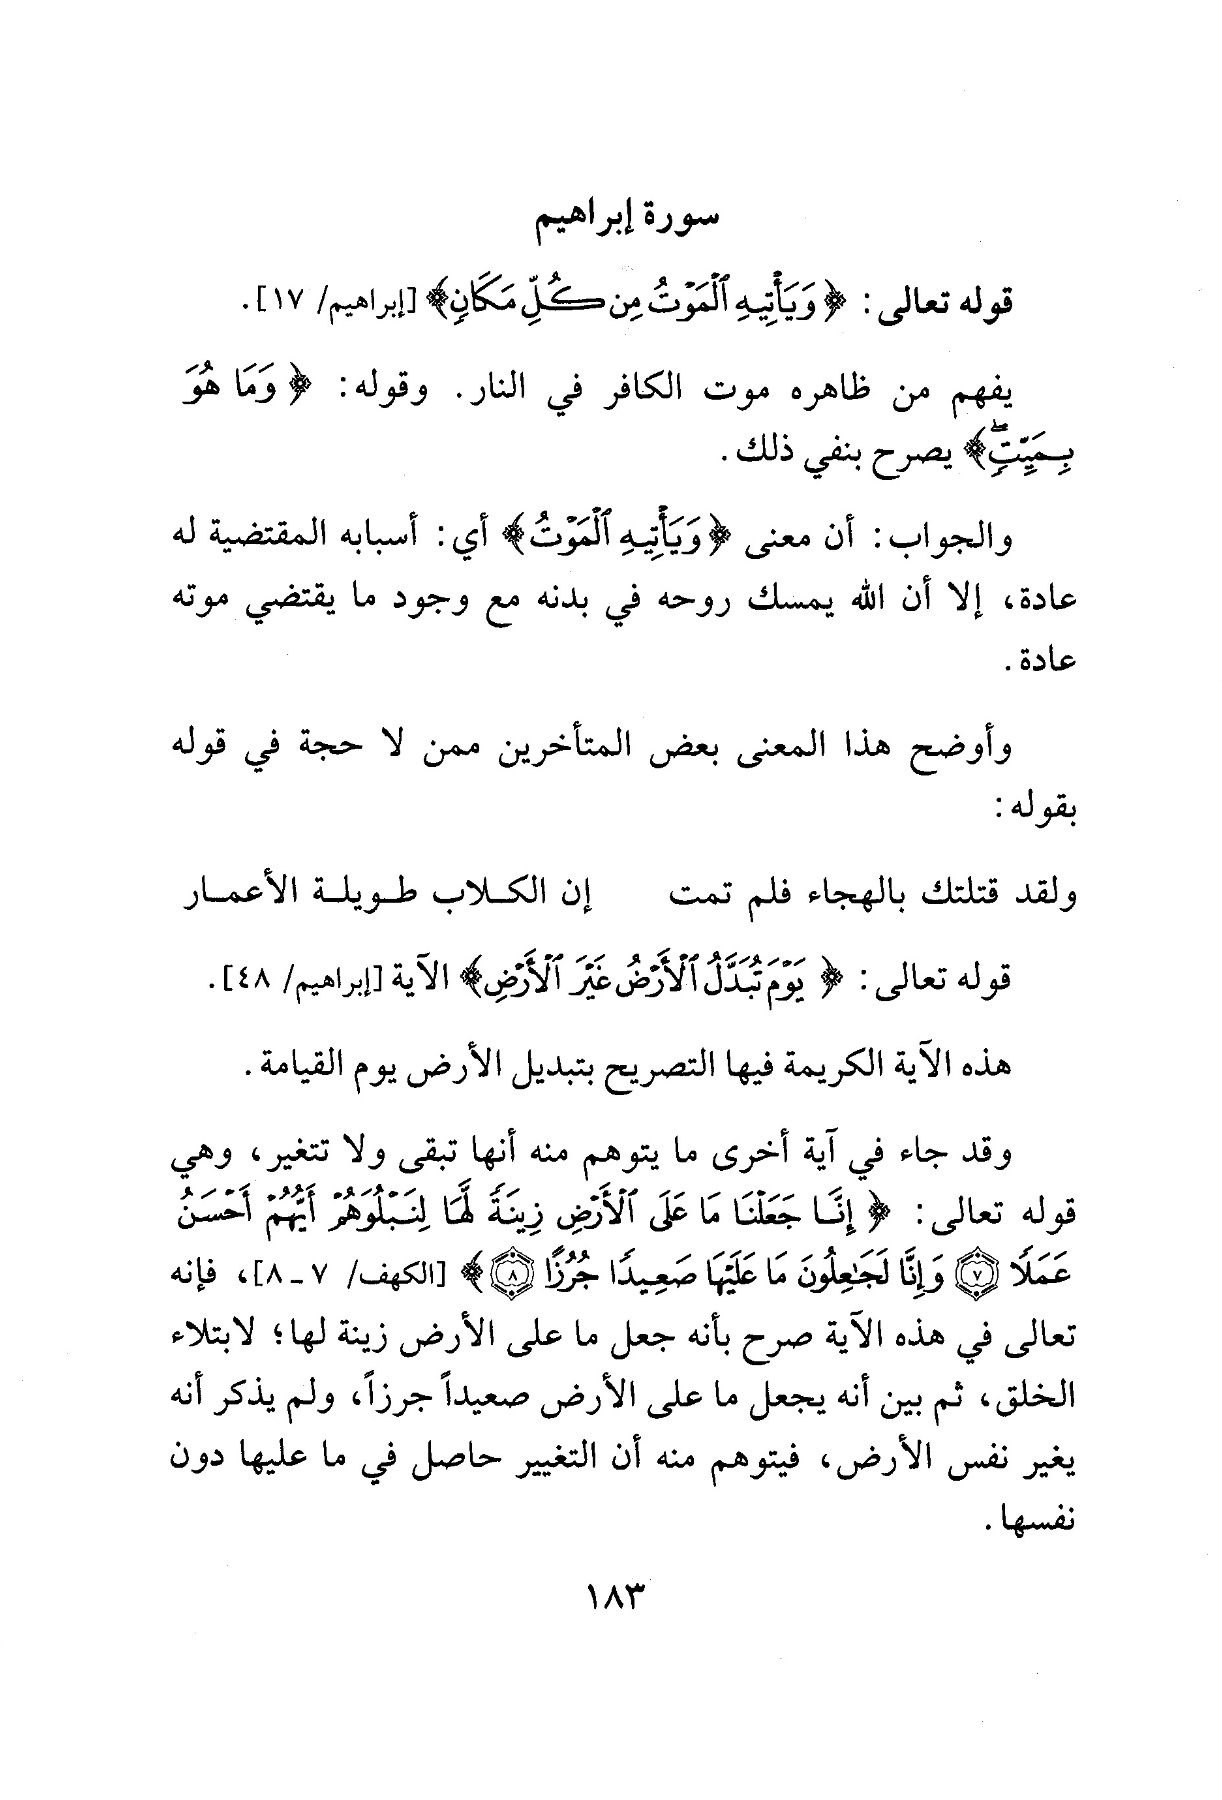 سورة إبراهيم
قوله تعالى: ﴿وَيَأْتِيهِ ٱلْمَوْتُ مِن كُلِّ مَكَانٍ﴾ [إبراهيم/ ١٧].
يفهم من ظاهره موت الكافر في النار. وقوله: ﴿وَمَا هُوَ
بِمَيِّتٍۖ﴾ يصرح بنفي ذلك.
والجواب: أن معنى ﴿وَيَأْتِيهِ ٱلْمَوْتُ﴾ أي: أسبابه المقتضية له
عادة، إلا أن الله يمسك روحه في بدنه مع وجود ما يقتضي موته
عادة.
وأوضح هذا المعنى بعض المتأخرين ممن لا حجة في قوله
بقوله:
ولقد قتلتك بالهجاء فلم تمت إن الكلاب طويلة الأعمار
قوله تعالى: ﴿يَوْمَ تُبَدَّلُ ٱلْأَرْضُ غَيْرَ ٱلْأَرْضِ﴾ الآية [إبراهيم/ ٤٨].
هذه الآية الكريمة فيها التصريح بتبديل الأرض يوم القيامة.
وقد جاء في آية أخرى ما يتوهم منه أنها تبقى ولا تتغير، وهي
قوله تعالى: ﴿إِنَّا جَعَلْنَا مَا عَلَى ٱلْأَرْضِ زِينَةً لَّهَا لِنَبْلُوَهُمْ أَيُّهُمْ أَحْسَنُ
عَمَلًا ٧ وَإِنَّا لَجَٰعِلُونَ مَا عَلَيْهَا صَعِيدًا جُرُزًا ٨﴾ [الكهف/ ٧ ـ ٨]، فإنه
تعالى في هذه الآية صرح بأنه جعل ما على الأرض زينة لها؛ لابتلاء
الخلق، ثم بين أنه يجعل ما على الأرض صعيداً جرزاً، ولم يذكر أنه
يغير نفس الأرض، فيتوهم منه أن التغيير حاصل في ما عليها دون
نفسها.
١٨٣